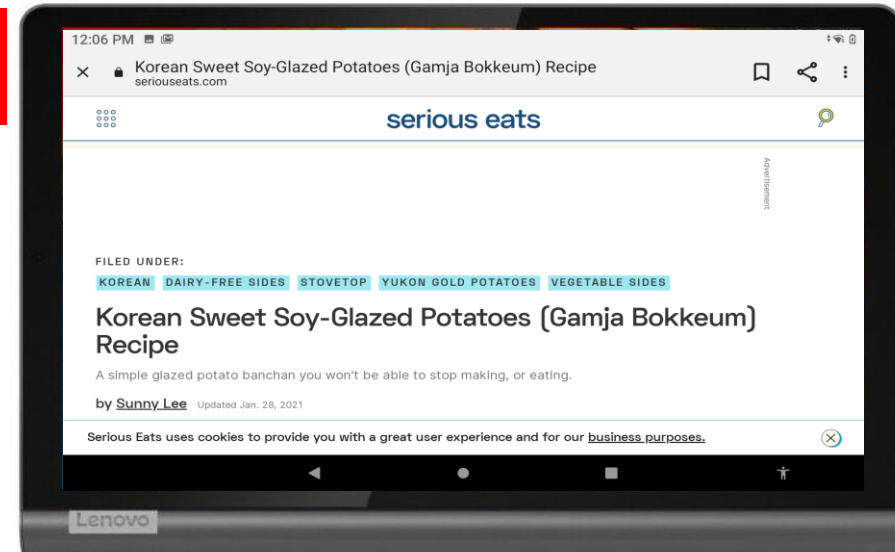 12:06 PM
Korean Sweet Soy-Glazed Potatoes (Gamja Bokkeum) Recipe
seriouseats.com
serious eats
Advertisement
FILED UNDER:
KOREAN DAIRY-FREE SIDES STOVETOP YUKON GOLD POTATOES VEGETABLE SIDES
Korean Sweet Soy-Glazed Potatoes (Gamja Bokkeum)
Recipe
A simple glazed potato banchan you won't be able to stop making, or eating.
by Sunny Lee Updated Jan. 28, 2021
Serious Eats uses cookies to provide you with a great user experience and for our business purposes.
Lenovo